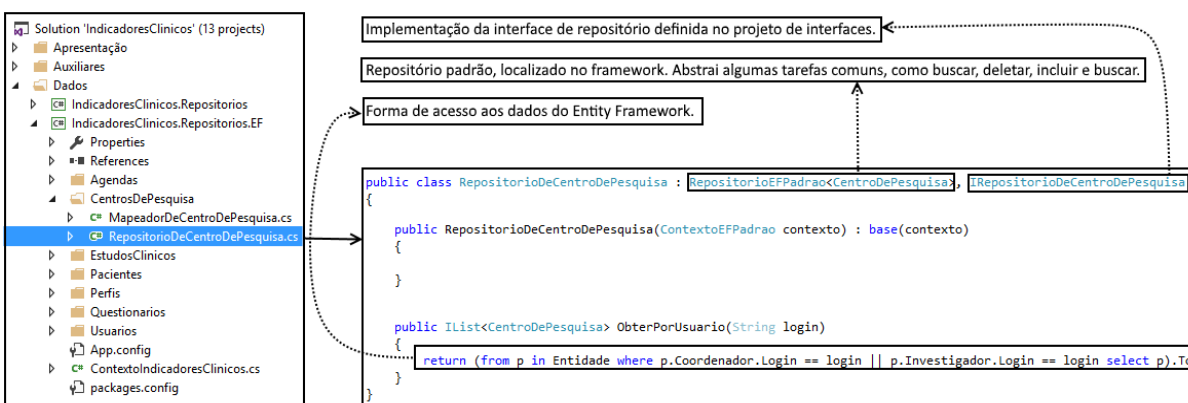 Solution 'IndicadoresClinicos' (13 projects)
Apresentação
Auxiliares
Dados
IndicadoresClinicos.Repositorios
IndicadoresClinicos.Repositorios.EF
Properties
References
Agendas
CentrosDePesquisa
MapeadorDeCentroDePesquisa.cs
RepositorioDeCentroDePesquisa.cs
EstudosClinicos
Pacientes
Perfis
Questionarios
Usuarios
App.config
ContextoIndicadoresClinicos.cs
packages.config
Implementação da interface de repositório definida no projeto de interfaces.
Repositório padrão, localizado no framework. Abstrai algumas tarefas comuns, como buscar, deletar, incluir e buscar.
Forma de acesso aos dados do Entity Framework.
public class RepositorioDeCentroDePesquisa : RepositorioEFPadrao<CentroDePesquisa>, IRepositorioDeCentroDePesquisa
{
public RepositorioDeCentroDePesquisa(ContextoEFPadrao contexto) : base(contexto)
{
}
public IList<CentroDePesquisa> ObterPorUsuario(String login)
{
return (from p in Entidade where p.Coordenador.Login == login || p.Investigador.Login == login select p).To
}
}